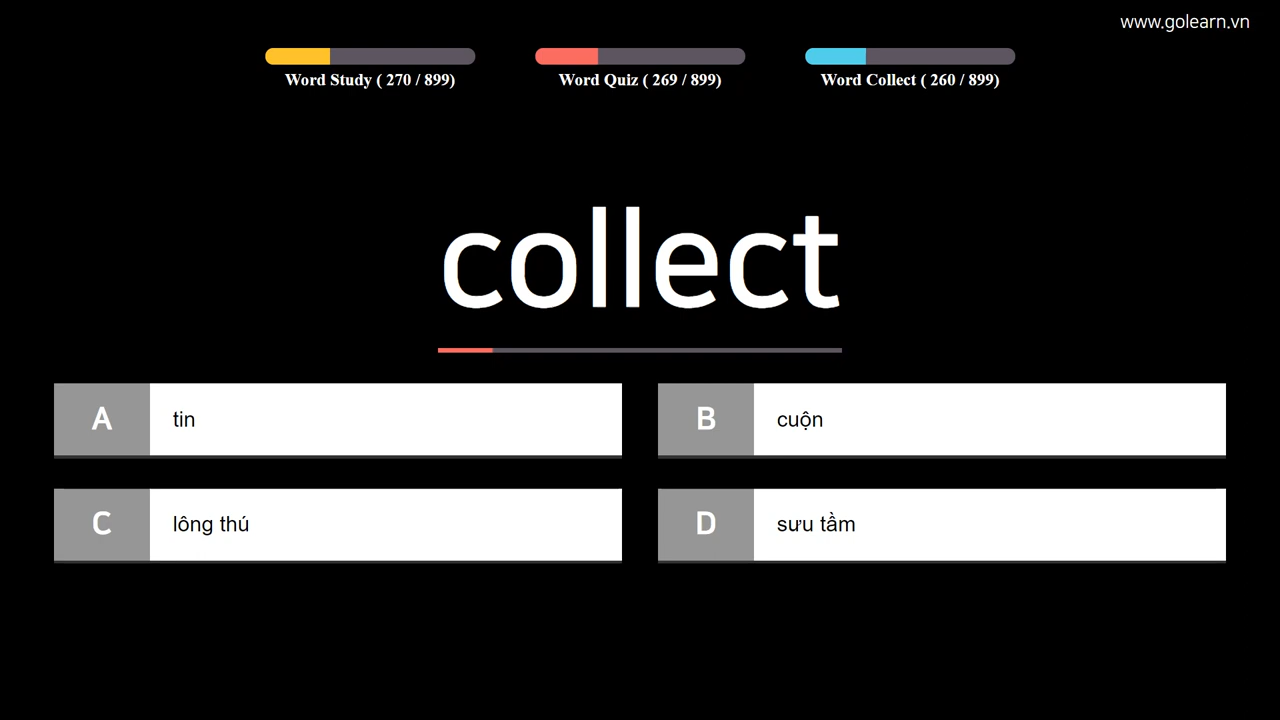 www.golearn.vn
Word Study ( 270 / 899)
Word Quiz ( 269 / 899)
Word Collect ( 260 / 899)
collect
A tin
B cuộn
C lông thú
D sưu tầm